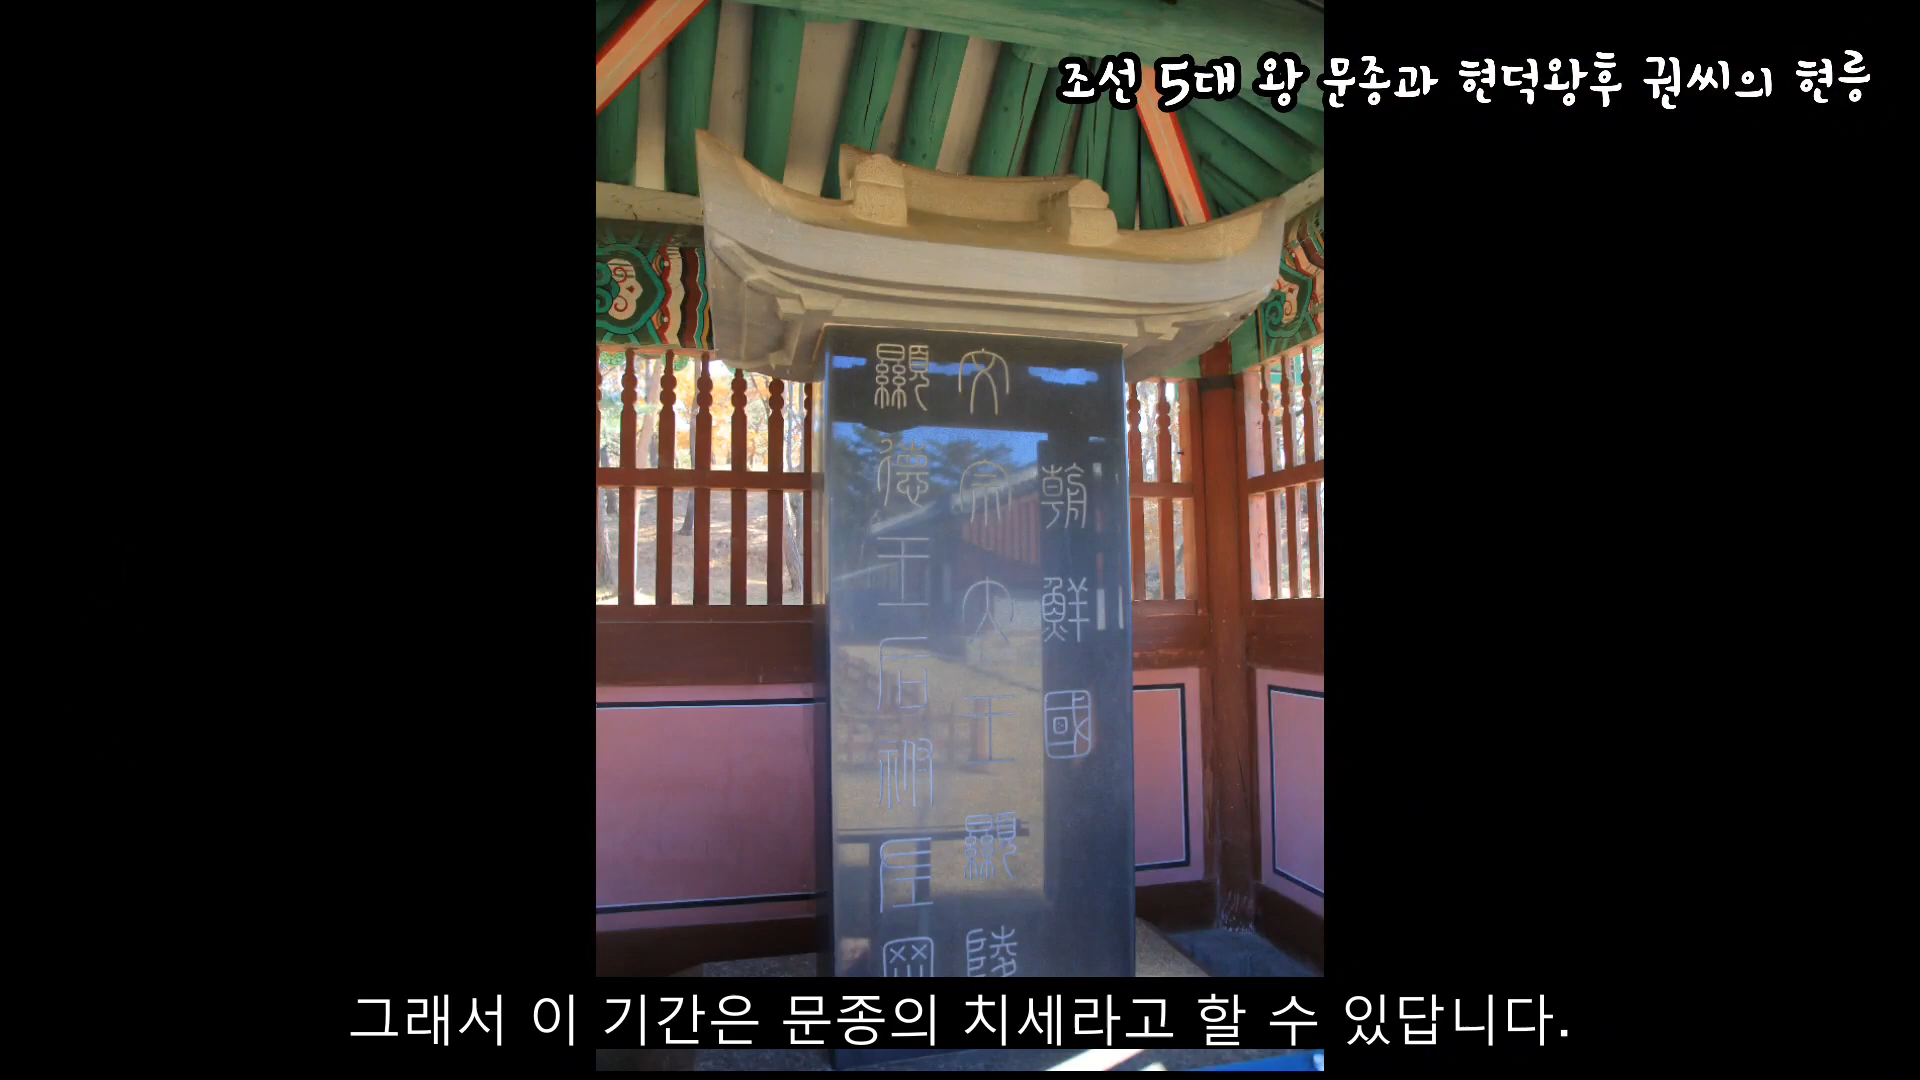 조선 5대 왕 문종과 현덕왕후 권씨의 현릉
朝鮮國
文宗大王顯陵
顯德王后祔左岡
그래서 이 기간은 문종의 치세라고 할 수 있답니다.